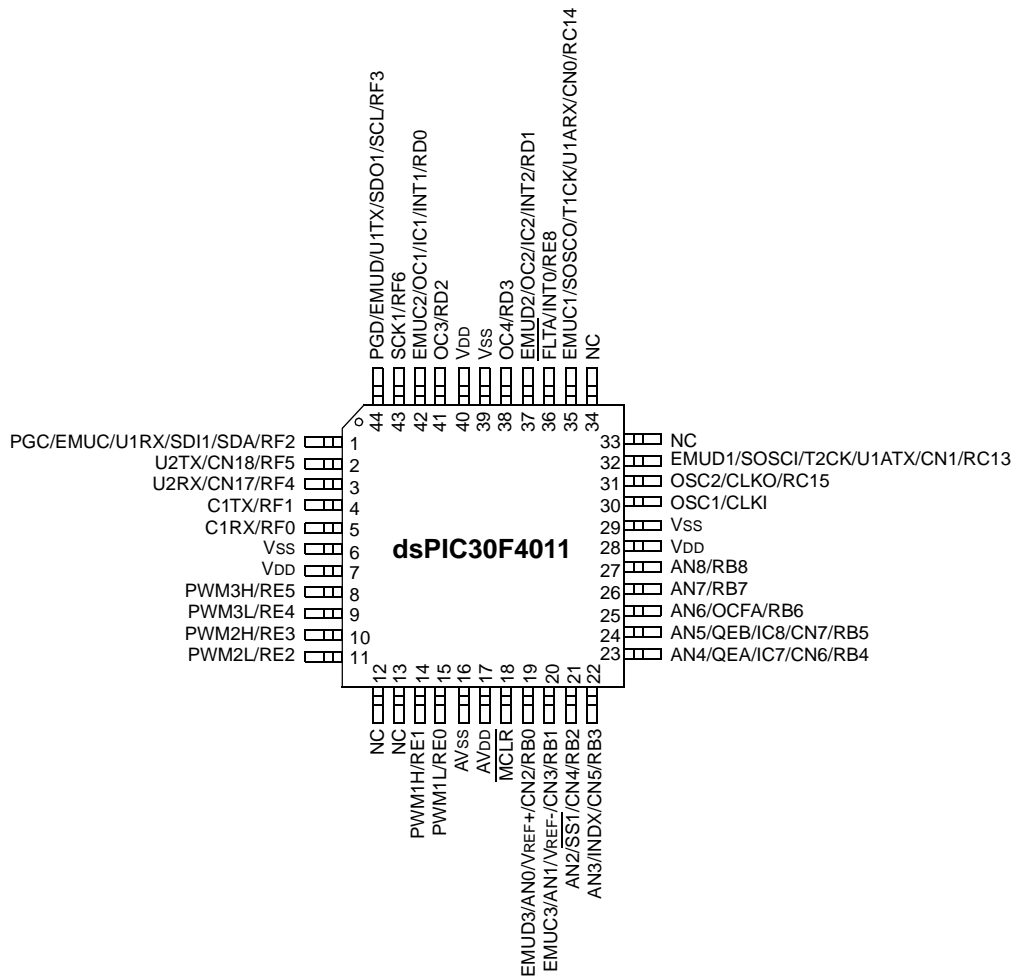 PGD/EMUD/U1TX/SDO1/SCL/RF3
SCK1/RF6
EMUC2/OC1/IC1/INT1/RD0
OC3/RD2
VDD
VSS
OC4/RD3
EMUD2/OC2/IC2/INT2/RD1
FLTA/INT0/RE8
EMUC1/SOSCO/T1CK/U1ARX/CN0/RC14
NC
44
43
42
41
40
39
38
37
36
35
34
PGC/EMUC/U1RX/SDI1/SDA/RF2 1
U2TX/CN18/RF5 2
U2RX/CN17/RF4 3
C1TX/RF1 4
C1RX/RF0 5
VSS 6
VDD 7
PWM3H/RE5 8
PWM3L/RE4 9
PWM2H/RE3 10
PWM2L/RE2 11
dsPIC30F4011
33 NC
32 EMUD1/SOSCI/T2CK/U1ATX/CN1/RC13
31 OSC2/CLKO/RC15
30 OSC1/CLKI
29 VSS
28 VDD
27 AN8/RB8
26 AN7/RB7
25 AN6/OCFA/RB6
24 AN5/QEB/IC8/CN7/RB5
23 AN4/QEA/IC7/CN6/RB4
12
13
14
15
16
17
18
19
20
21
22
NC
NC
PWM1H/RE1
PWM1L/RE0
AVSS
AVDD
MCLR
EMUD3/AN0/VREF+/CN2/RB0
EMUC3/AN1/VREF-/CN3/RB1
AN2/SS1/CN4/RB2
AN3/INDX/CN5/RB3